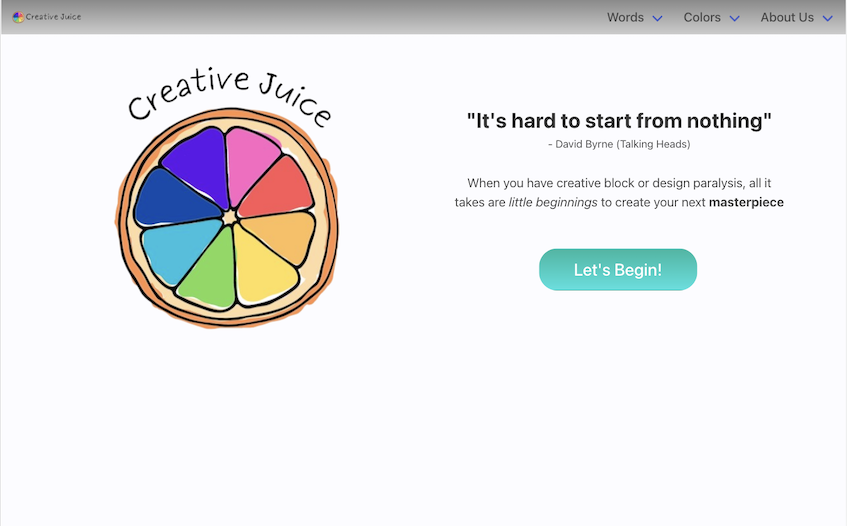 Creative Juice
Words
Colors
About Us
Creative Juice
"It's hard to start from nothing"
- David Byrne (Talking Heads)
When you have creative block or design paralysis, all it
takes are little beginnings to create your next masterpiece
Let's Begin!